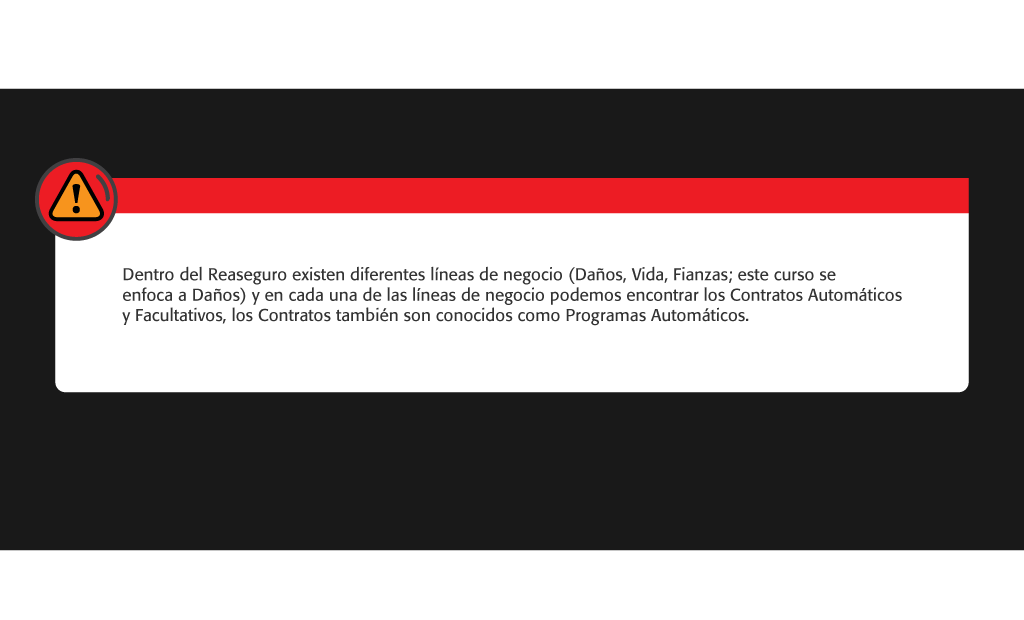 Dentro del Reaseguro existen diferentes líneas de negocio (Daños, Vida, Fianzas; este curso se
enfoca a Daños) y en cada una de las líneas de negocio podemos encontrar los Contratos Automáticos
y Facultativos, los Contratos también son conocidos como Programas Automáticos.